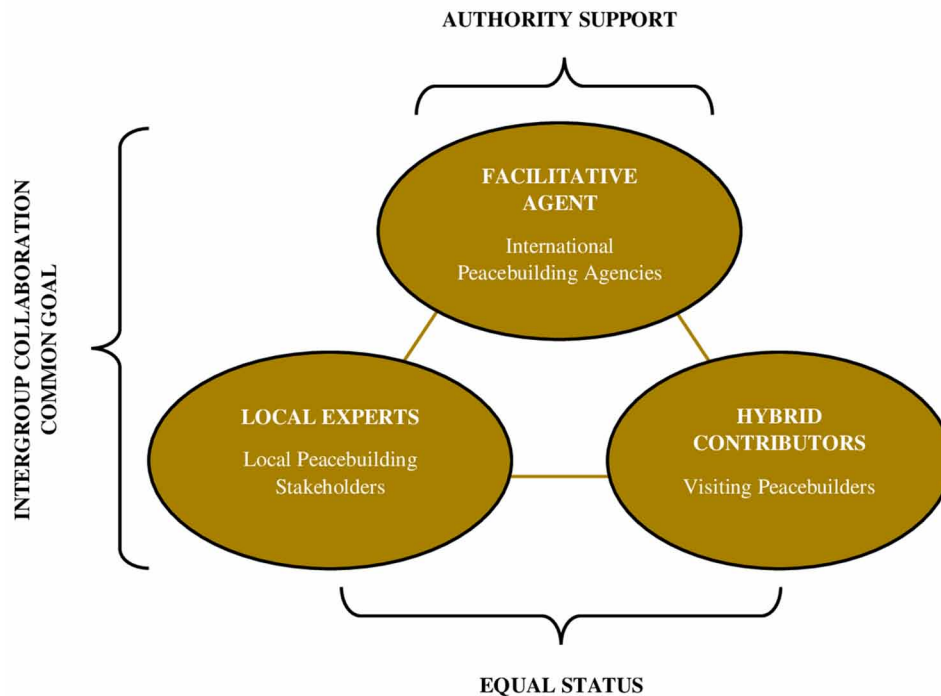 AUTHORITY SUPPORT
FACILITATIVE
AGENT
International
Peacebuilding Agencies
INTERGROUP COLLABORATION
COMMON GOAL
LOCAL EXPERTS
Local Peacebuilding
Stakeholders
HYBRID
CONTRIBUTORS
Visiting Peacebuilders
EQUAL STATUS